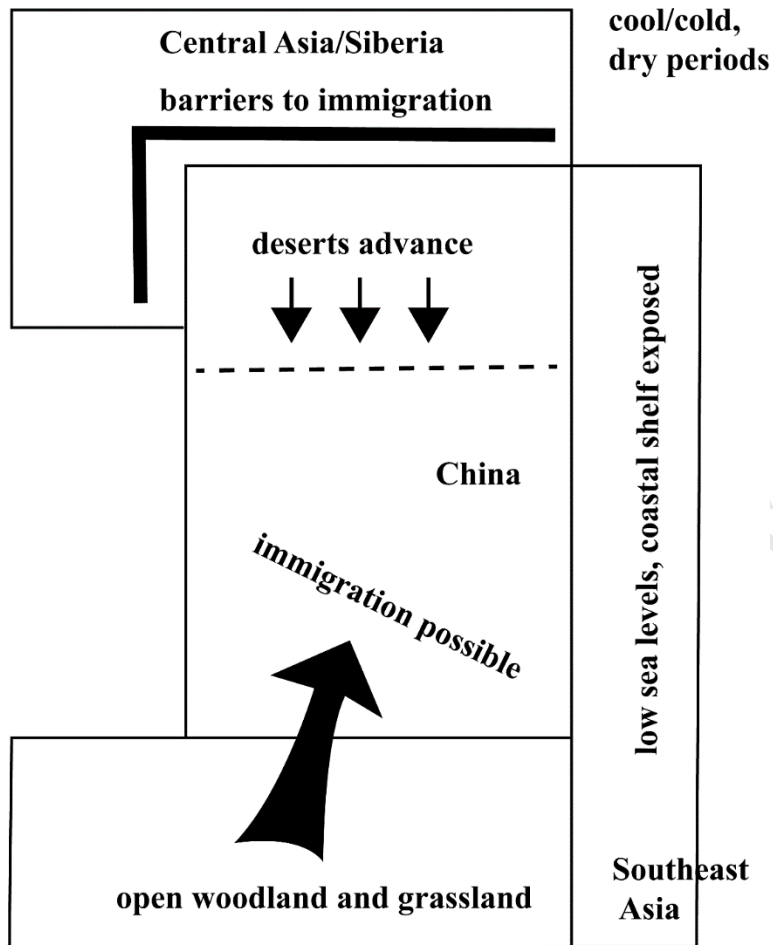 cool/cold,
dry periods
Central Asia/Siberia
barriers to immigration
deserts advance
low sea levels, coastal shelf exposed
China
immigration possible
open woodland and grassland
Southeast
Asia